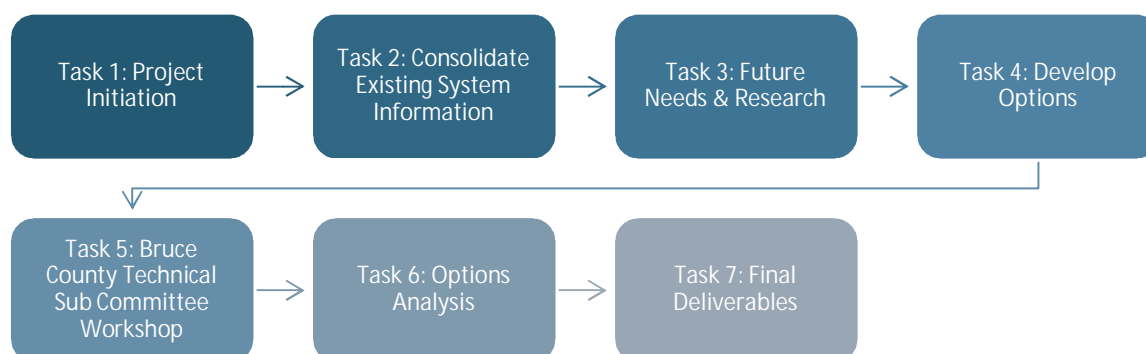 Task 1: Project
Initiation
Task 2: Consolidate
Existing System
Information
Task 3: Future
Needs & Research
Task 4: Develop
Options
Task 5: Bruce
County Technical
Sub Committee
Workshop
Task 6: Options
Analysis
Task 7: Final
Deliverables